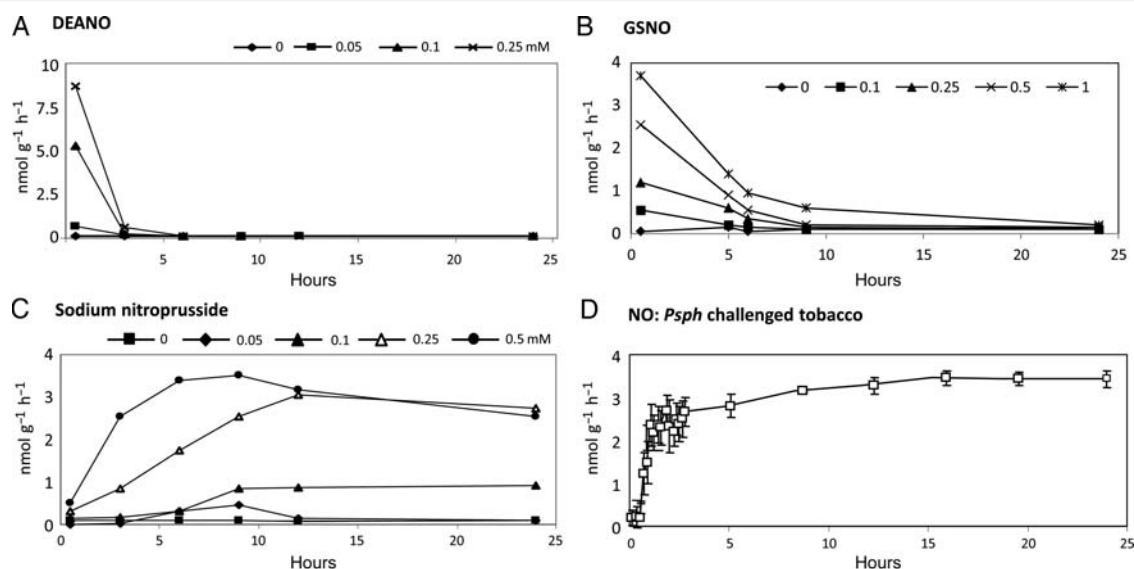 A DEANO
0 0.05 0.1 0.25 mM
10
7.5
5.0
2.5
0
nmol g⁻¹ h⁻¹
5 10 15 20 25
Hours
B GSNO
0 0.1 0.25 0.5 1
4
3
2
1
0
nmol g⁻¹ h⁻¹
0 5 10 15 20 25
Hours
C Sodium nitroprusside
0 0.05 0.1 0.25 0.5 mM
4
3
2
1
0
nmol g⁻¹ h⁻¹
0 5 10 15 20 25
Hours
D NO: Psph challenged tobacco
4
3
2
1
0
nmol g⁻¹ h⁻¹
0 5 10 15 20 25
Hours